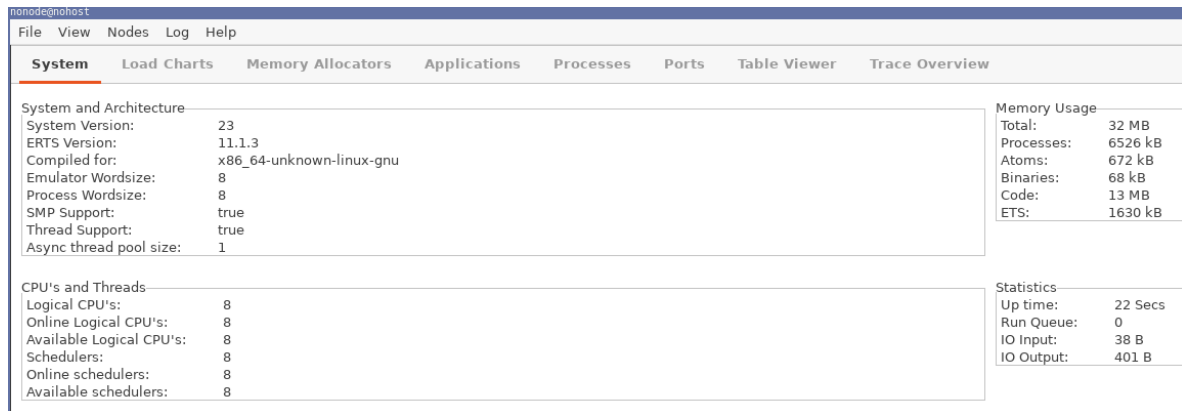 nonode@nohost
File View Nodes Log Help
System Load Charts Memory Allocators Applications Processes Ports Table Viewer Trace Overview
System and Architecture
System Version: 23
ERTS Version: 11.1.3
Compiled for: x86_64-unknown-linux-gnu
Emulator Wordsize: 8
Process Wordsize: 8
SMP Support: true
Thread Support: true
Async thread pool size: 1
Memory Usage
Total: 32 MB
Processes: 6526 kB
Atoms: 672 kB
Binaries: 68 kB
Code: 13 MB
ETS: 1630 kB
CPU's and Threads
Logical CPU's: 8
Online Logical CPU's: 8
Available Logical CPU's: 8
Schedulers: 8
Online schedulers: 8
Available schedulers: 8
Statistics
Up time: 22 Secs
Run Queue: 0
IO Input: 38 B
IO Output: 401 B